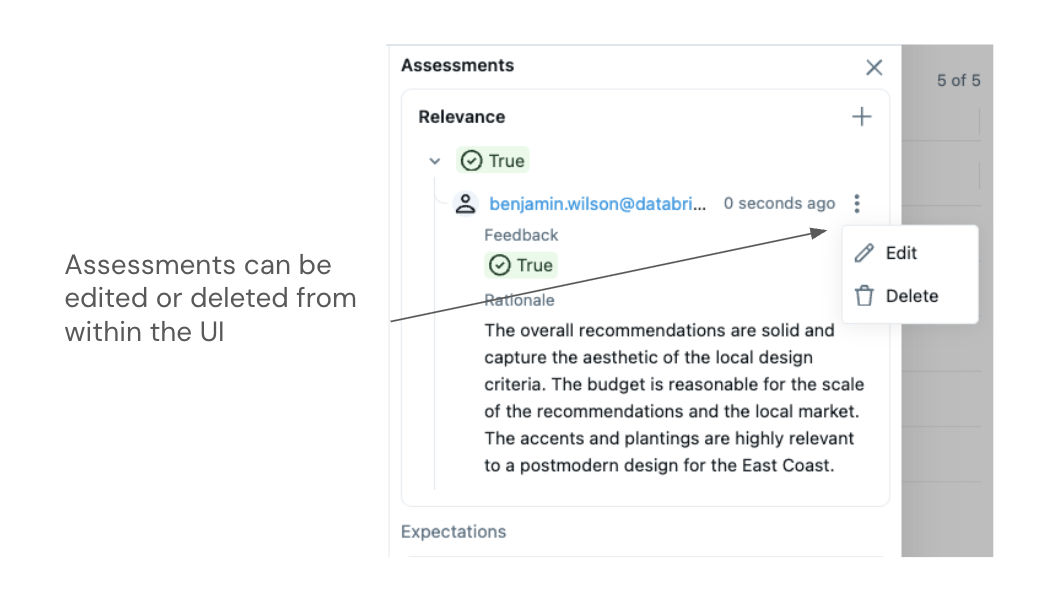 Assessments
5 of 5
Relevance
True
benjamin.wilson@databri... 0 seconds ago
Feedback
Edit
True
Delete
Rationale
The overall recommendations are solid and
capture the aesthetic of the local design
criteria. The budget is reasonable for the scale
of the recommendations and the local market.
The accents and plantings are highly relevant
to a postmodern design for the East Coast.
Expectations
Assessments can be
edited or deleted from
within the UI